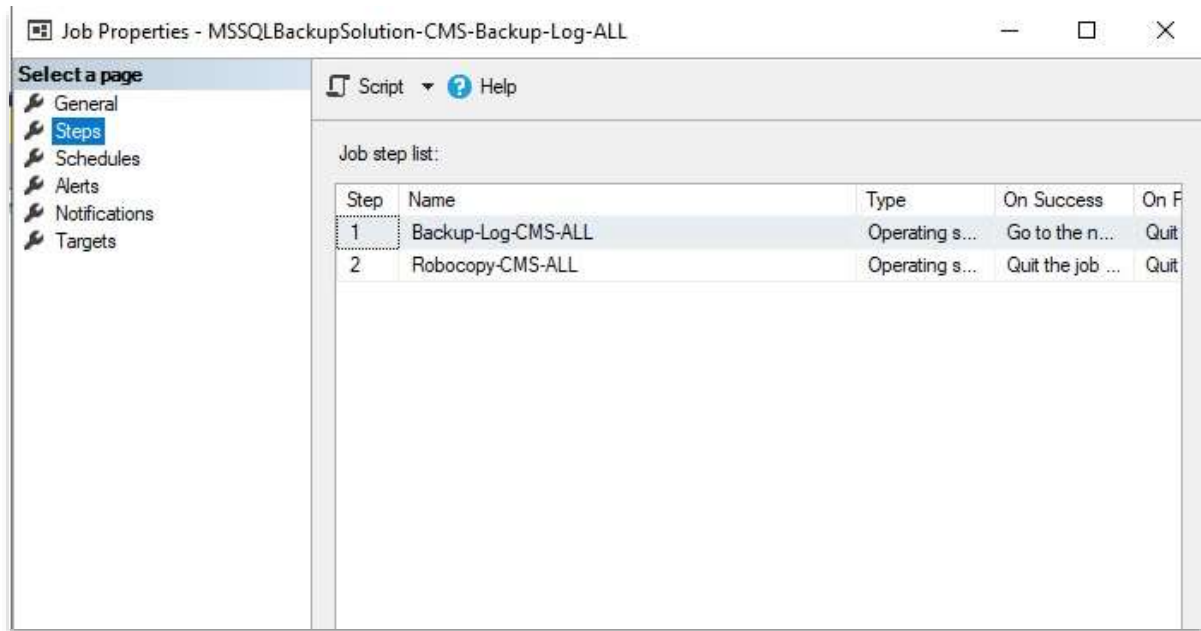 Job Properties - MSSQLBackupSolution-CMS-Backup-Log-ALL
Select a page
General
Steps
Schedules
Alerts
Notifications
Targets
Script Help
Job step list:
Step Name Type On Success On F
1 Backup-Log-CMS-ALL Operating s... Go to the n... Quit
2 Robocopy-CMS-ALL Operating s... Quit the job ... Quit